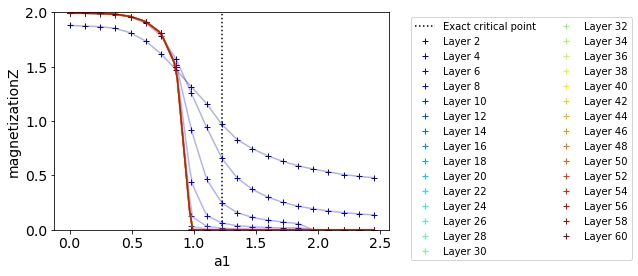 2.0
1.5
1.0
0.5
0.0
magnetizationZ
0.0 0.5 1.0 1.5 2.0 2.5
a1
Exact critical point
Layer 2
Layer 4
Layer 6
Layer 8
Layer 10
Layer 12
Layer 14
Layer 16
Layer 18
Layer 20
Layer 22
Layer 24
Layer 26
Layer 28
Layer 30
Layer 32
Layer 34
Layer 36
Layer 38
Layer 40
Layer 42
Layer 44
Layer 46
Layer 48
Layer 50
Layer 52
Layer 54
Layer 56
Layer 58
Layer 60